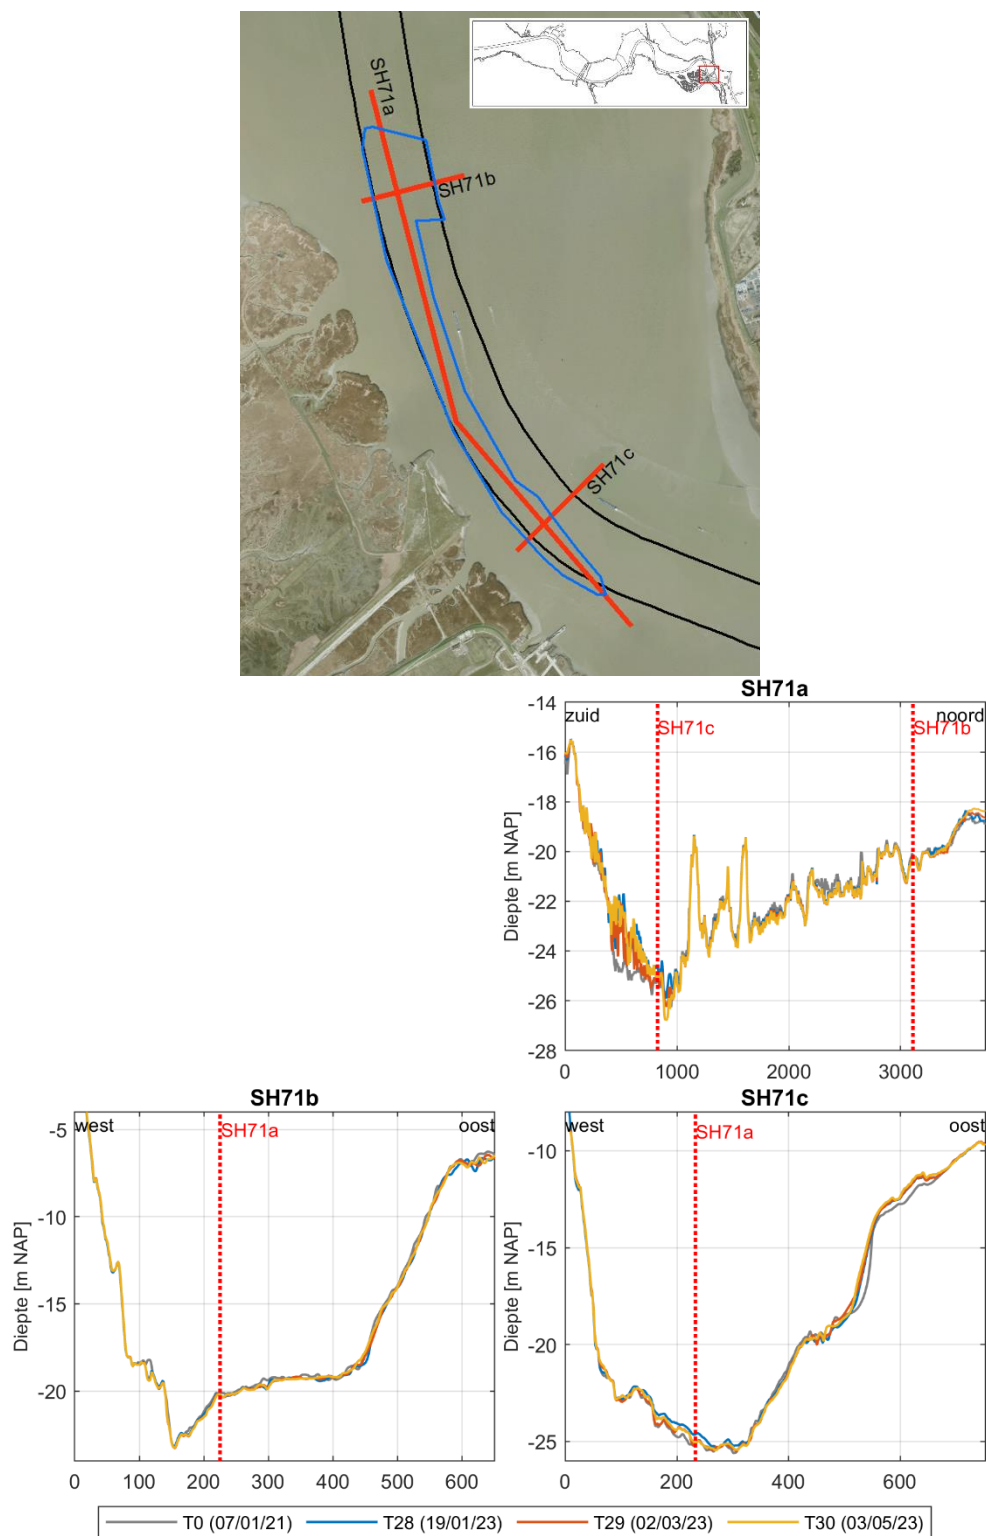 SH71a
SH71b
SH71c
SH71a
-14
-16
-18
-20
-22
-24
-26
-28
Diepte [m NAP]
zuid
noord
SH71c
SH71b
0
1000
2000
3000
SH71b
-5
-10
-15
-20
Diepte [m NAP]
west
oost
SH71a
0
100
200
300
400
500
600
SH71c
-10
-15
-20
-25
Diepte [m NAP]
west
oost
SH71a
0
200
400
600
T0 (07/01/21)
T28 (19/01/23)
T29 (02/03/23)
T30 (03/05/23)